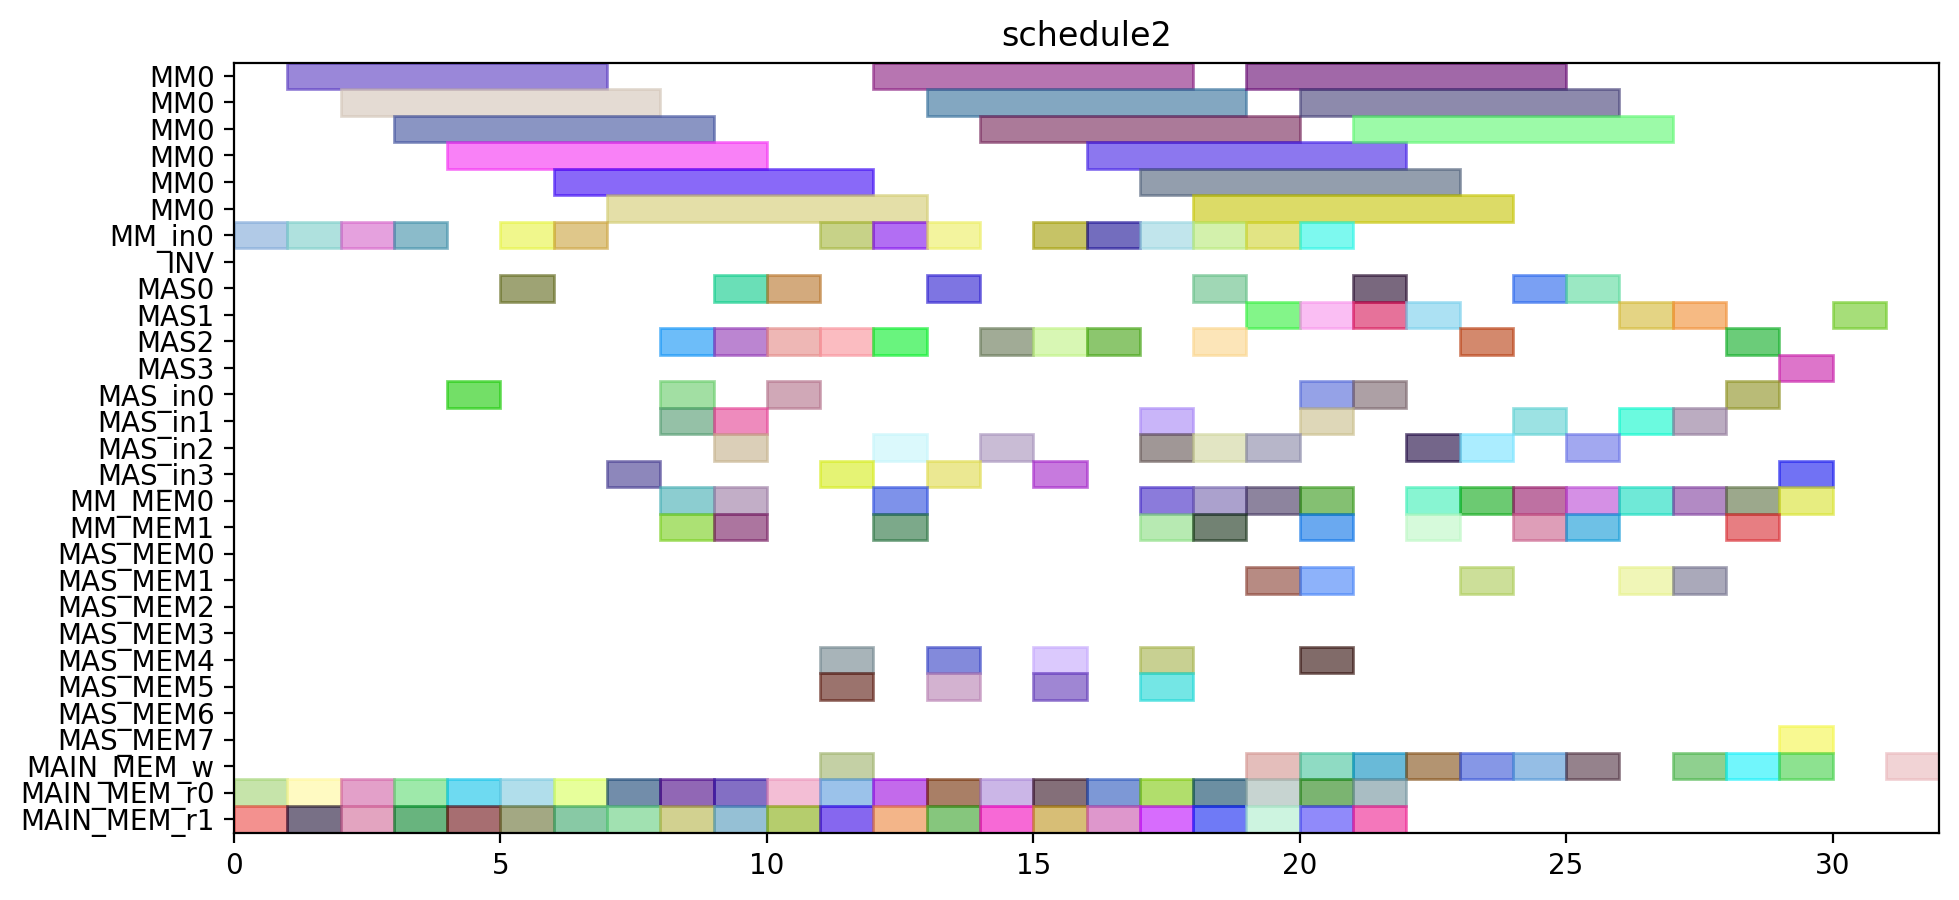 schedule2
MM0
MM0
MM0
MM0
MM0
MM0
MM_in0
INV
MAS0
MAS1
MAS2
MAS3
MAS_in0
MAS_in1
MAS_in2
MAS_in3
MM_MEM0
MM_MEM1
MAS_MEM0
MAS_MEM1
MAS_MEM2
MAS_MEM3
MAS_MEM4
MAS_MEM5
MAS_MEM6
MAS_MEM7
MAIN_MEM_w
MAIN_MEM_r0
MAIN_MEM_r1
0 5 10 15 20 25 30